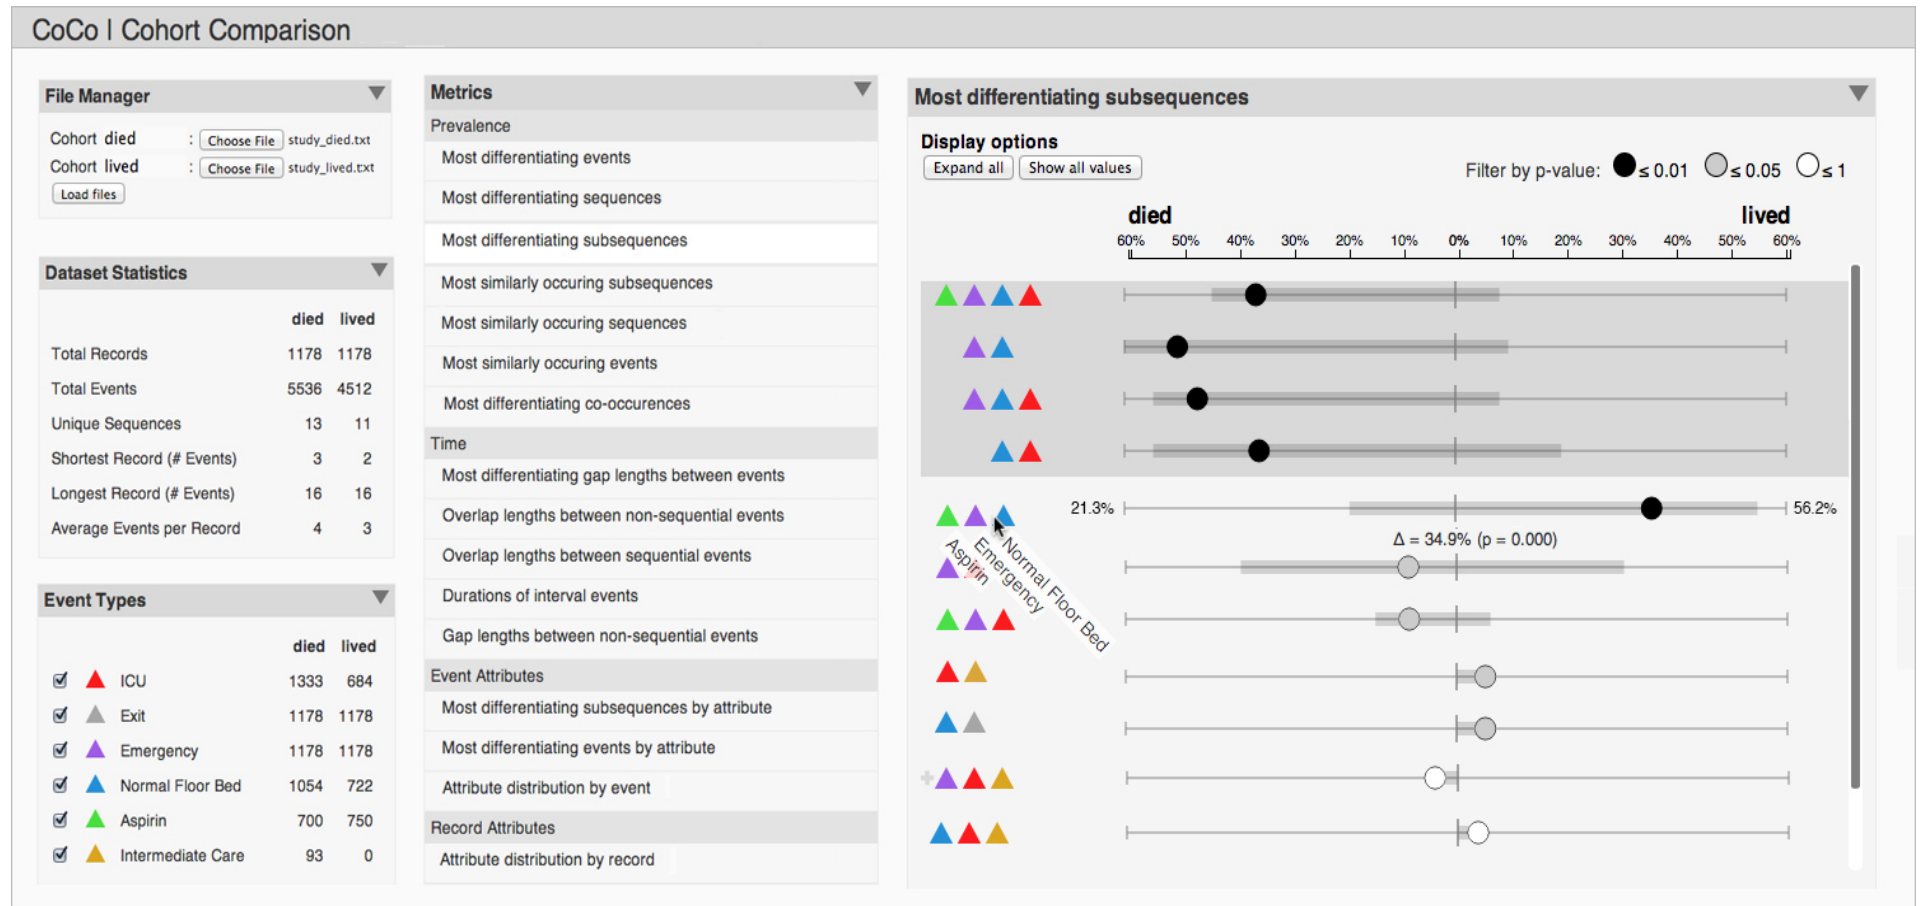 CoCo | Cohort Comparison
File Manager
Cohort died : Choose File study_died.txt
Cohort lived : Choose File study_lived.txt
Load files
Dataset Statistics
died lived
Total Records 1178 1178
Total Events 5536 4512
Unique Sequences 13 11
Shortest Record (# Events) 3 2
Longest Record (# Events) 16 16
Average Events per Record 4 3
Event Types
died lived
ICU 1333 684
Exit 1178 1178
Emergency 1178 1178
Normal Floor Bed 1054 722
Aspirin 700 750
Intermediate Care 93 0
Metrics
Prevalence
Most differentiating events
Most differentiating sequences
Most differentiating subsequences
Most similarly occuring subsequences
Most similarly occuring sequences
Most similarly occuring events
Most differentiating co-occurences
Time
Most differentiating gap lengths between events
Overlap lengths between non-sequential events
Overlap lengths between sequential events
Durations of interval events
Gap lengths between non-sequential events
Event Attributes
Most differentiating subsequences by attribute
Most differentiating events by attribute
Attribute distribution by event
Record Attributes
Attribute distribution by record
Most differentiating subsequences
Display options
Expand all Show all values
Filter by p-value: ≤ 0.01 ≤ 0.05 ≤ 1
died lived
60% 50% 40% 30% 20% 10% 0% 10% 20% 30% 40% 50% 60%
21.3% 56.2%
Δ = 34.9% (p = 0.000)
Aspirin
Emergency
Normal Floor Bed